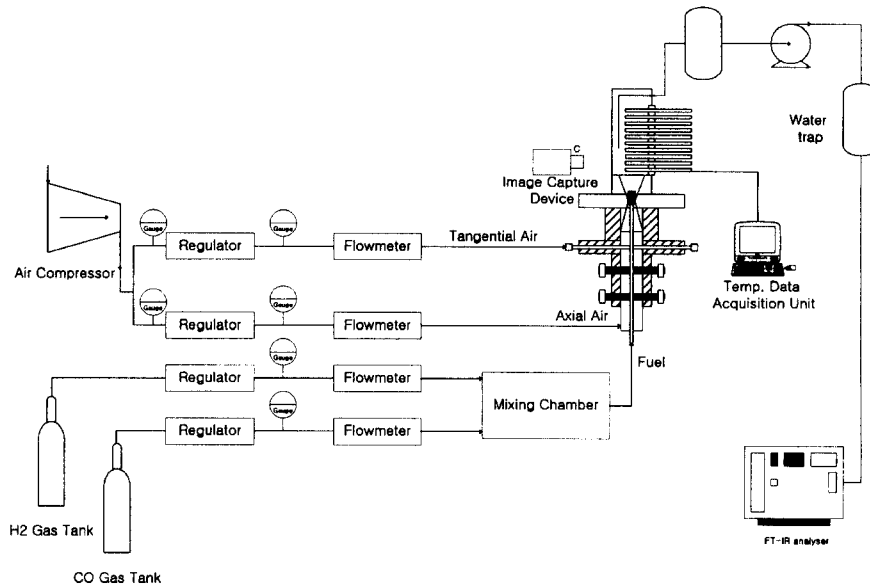 Water
trap
C
Image Capture
Device
Gauge
Gauge
Regulator
Flowmeter
Tangential Air
Air Compressor
Temp. Data
Acquisition Unit
Gauge
Gauge
Regulator
Flowmeter
Axial Air
Gauge
Fuel
Regulator
Flowmeter
Mixing Chamber
Gauge
Regulator
Flowmeter
H2 Gas Tank
FT-IR analyser
CO Gas Tank